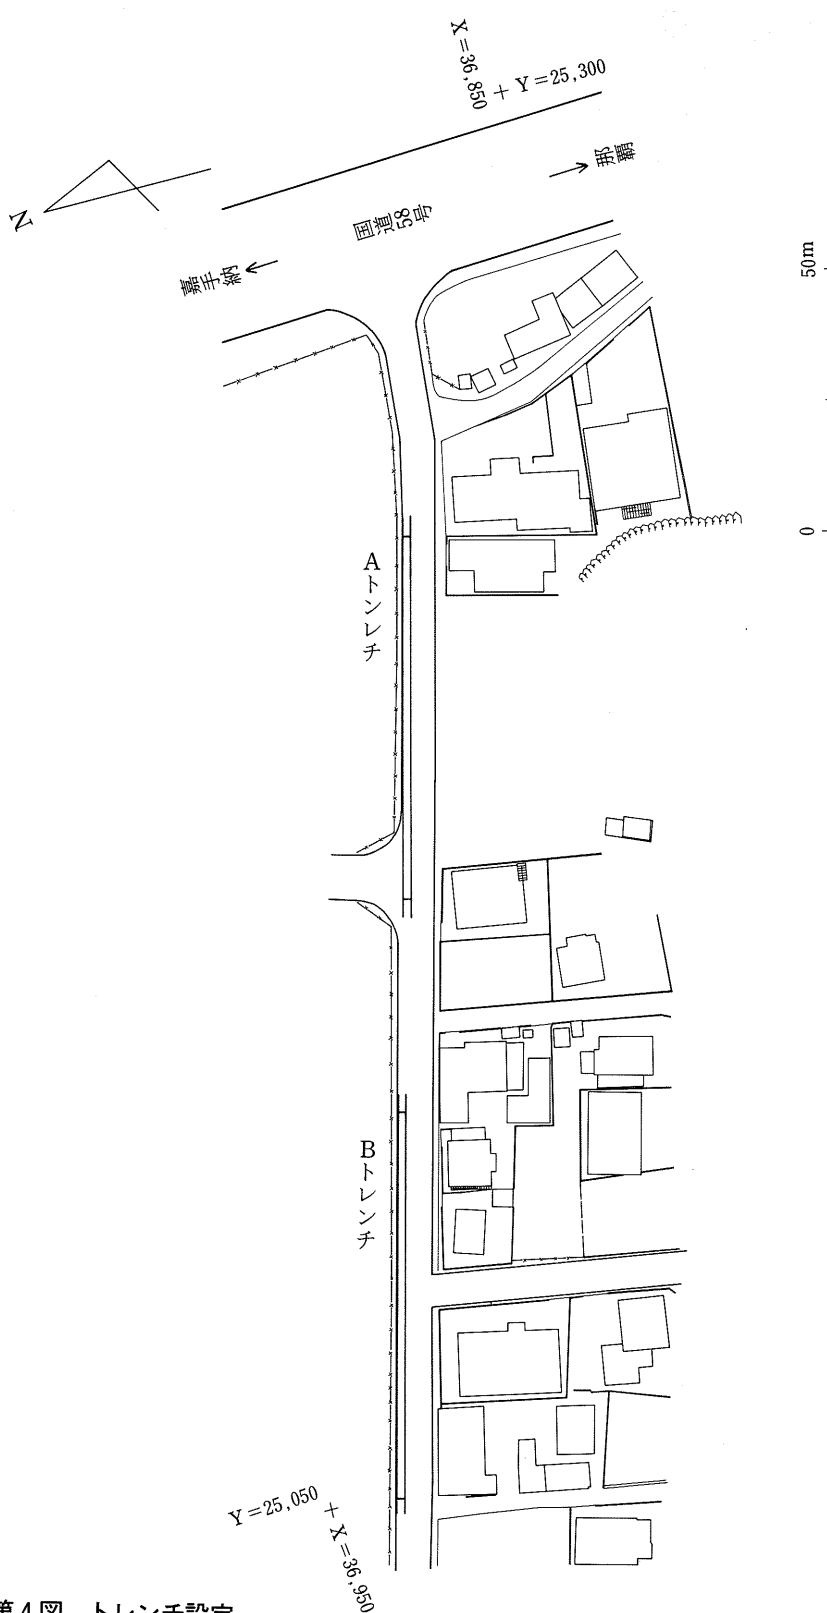 X=36,850
+ Y=25,300
那覇
N
国道58号
嘉手納
50m
0
Aトンレチ
Bトレンチ
Y=25,050 +
X=36,950
第4図 トレンチ設定